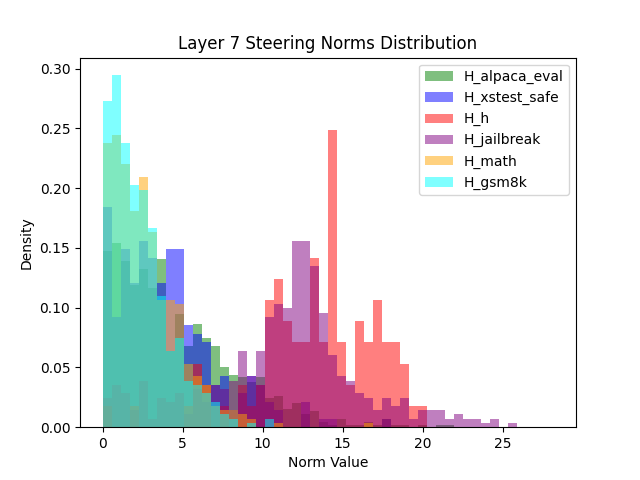 Layer 7 Steering Norms Distribution
0.30
0.25
0.20
0.15
0.10
0.05
0.00
Density
H_alpaca_eval
H_xstest_safe
H_h
H_jailbreak
H_math
H_gsm8k
0 5 10 15 20 25
Norm Value